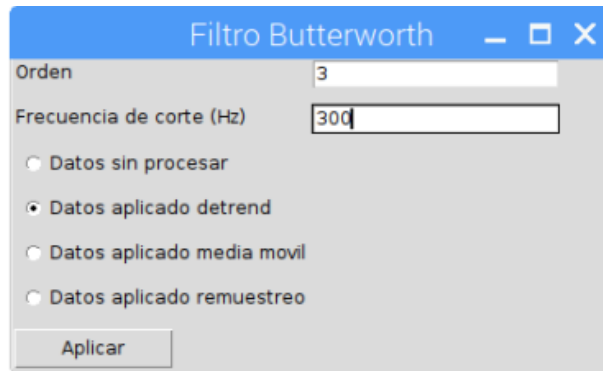 Filtro Butterworth
Orden 3
Frecuencia de corte (Hz) 300
Datos sin procesar
Datos aplicado detrend
Datos aplicado media movil
Datos aplicado remuestreo
Aplicar